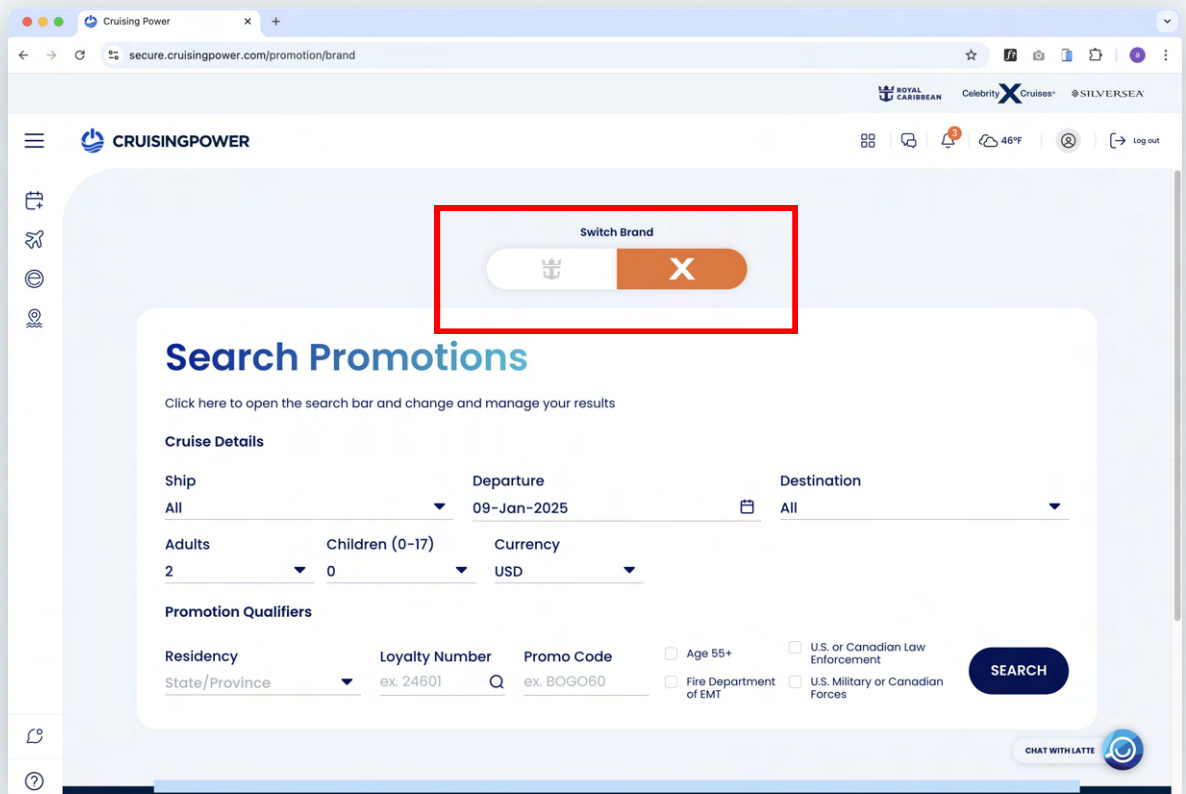 Cruising Power
secure.cruisingpower.com/promotion/brand
a
ROYAL
CARIBBEAN
Celebrity X Cruises
SILVERSEA
CRUISINGPOWER
3
46°F
Log out
Switch Brand
X
Search Promotions
Click here to open the search bar and change and manage your results
Cruise Details
Ship
Departure
Destination
All
09-Jan-2025
All
Adults
Children (0-17)
Currency
2
0
USD
Promotion Qualifiers
Residency
Loyalty Number
Promo Code
State/Province
ex. 24601
ex. BOGO60
Age 55+
U.S. or Canadian Law
Enforcement
Fire Department
of EMT
U.S. Military or Canadian
Forces
SEARCH
CHAT WITH LATTE